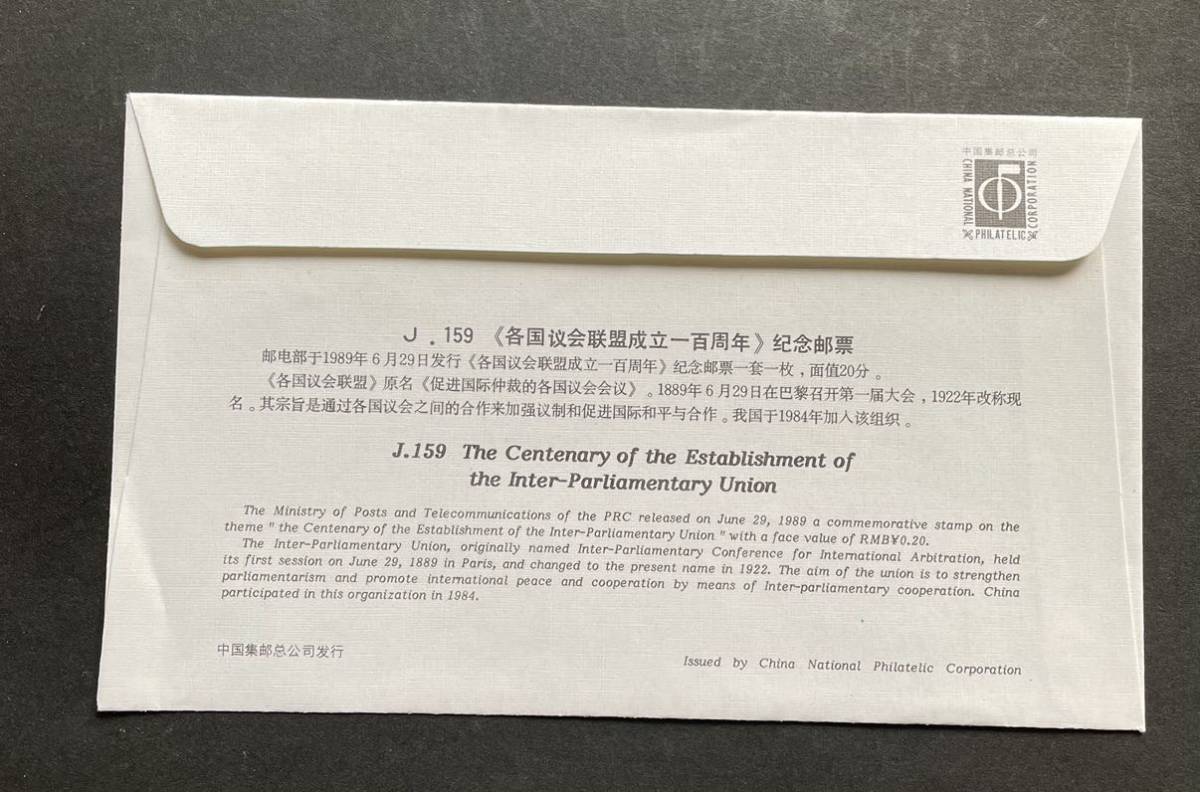 中国集邮总公司
CHINA NATIONAL
CORPORATION
PHILATELIC
J.159 《各国议会联盟成立一百周年》纪念邮票
邮电部于1989年6月29日发行《各国议会联盟成立一百周年》纪念邮票一套一枚，面值20分。
《各国议会联盟》原名《促进国际仲裁的各国议会会议》。1889年6月29日在巴黎召开第一届大会，1922年改称现
名。其宗旨是通过各国议会之间的合作来加强议制和促进国际和平与合作。我国于1984年加入该组织。
J.159 The Centenary of the Establishment of
the Inter-Parliamentary Union
The Ministry of Posts and Telecommunications of the PRC released on June 29, 1989 a commemorative stamp on the
theme " the Centenary of the Establishment of the Inter-Parliamentary Union " with a face value of RMB¥0.20.
The Inter-Parliamentary Union, originally named Inter-Parliamentary Conference for International Arbitration, held
its first session on June 29, 1889 in Paris, and changed to the present name in 1922. The aim of the union is to strengthen
parliamentarism and promote international peace and cooperation by means of Inter-parliamentary cooperation. China
participated in this organization in 1984.
中国集邮总公司发行
Issued by China National Philatelic Corporation